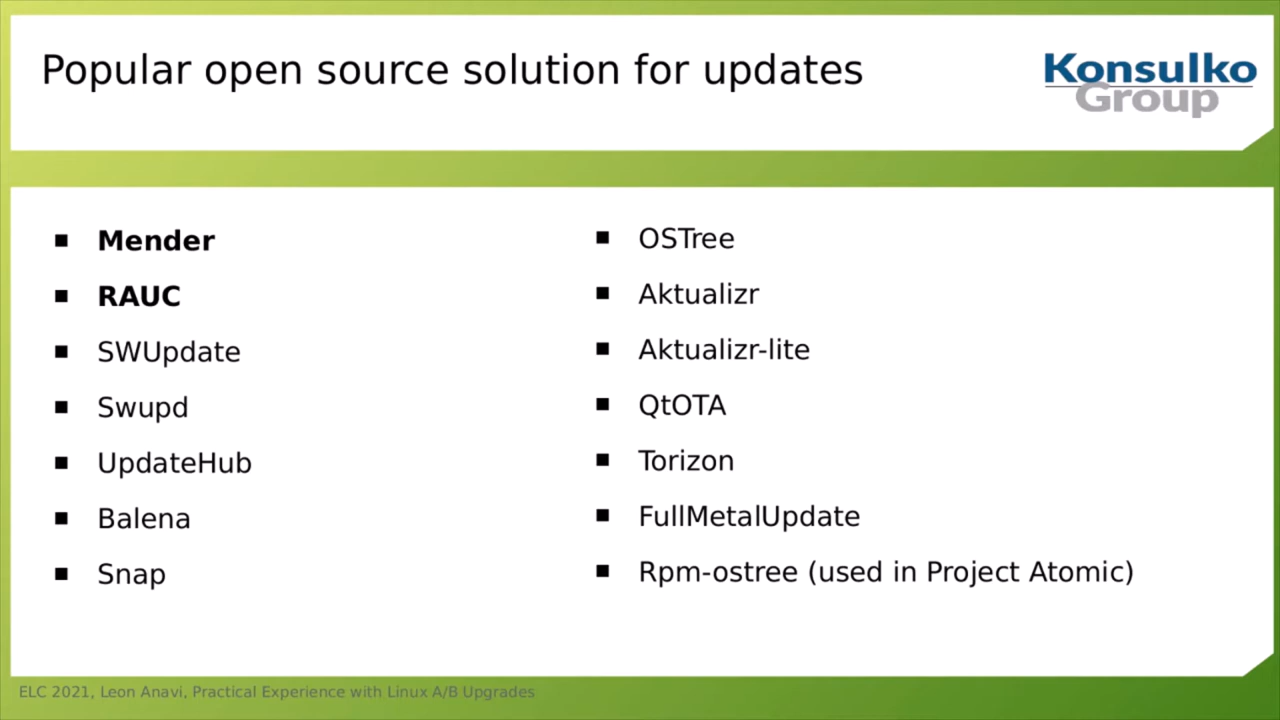 Popular open source solution for updates
Konsulko
Group
Mender
RAUC
SWUpdate
Swupd
UpdateHub
Balena
Snap
OSTree
Aktualizr
Aktualizr-lite
QtOTA
Torizon
FullMetalUpdate
Rpm-ostree (used in Project Atomic)
ELC 2021, Leon Anavi, Practical Experience with Linux A/B Upgrades